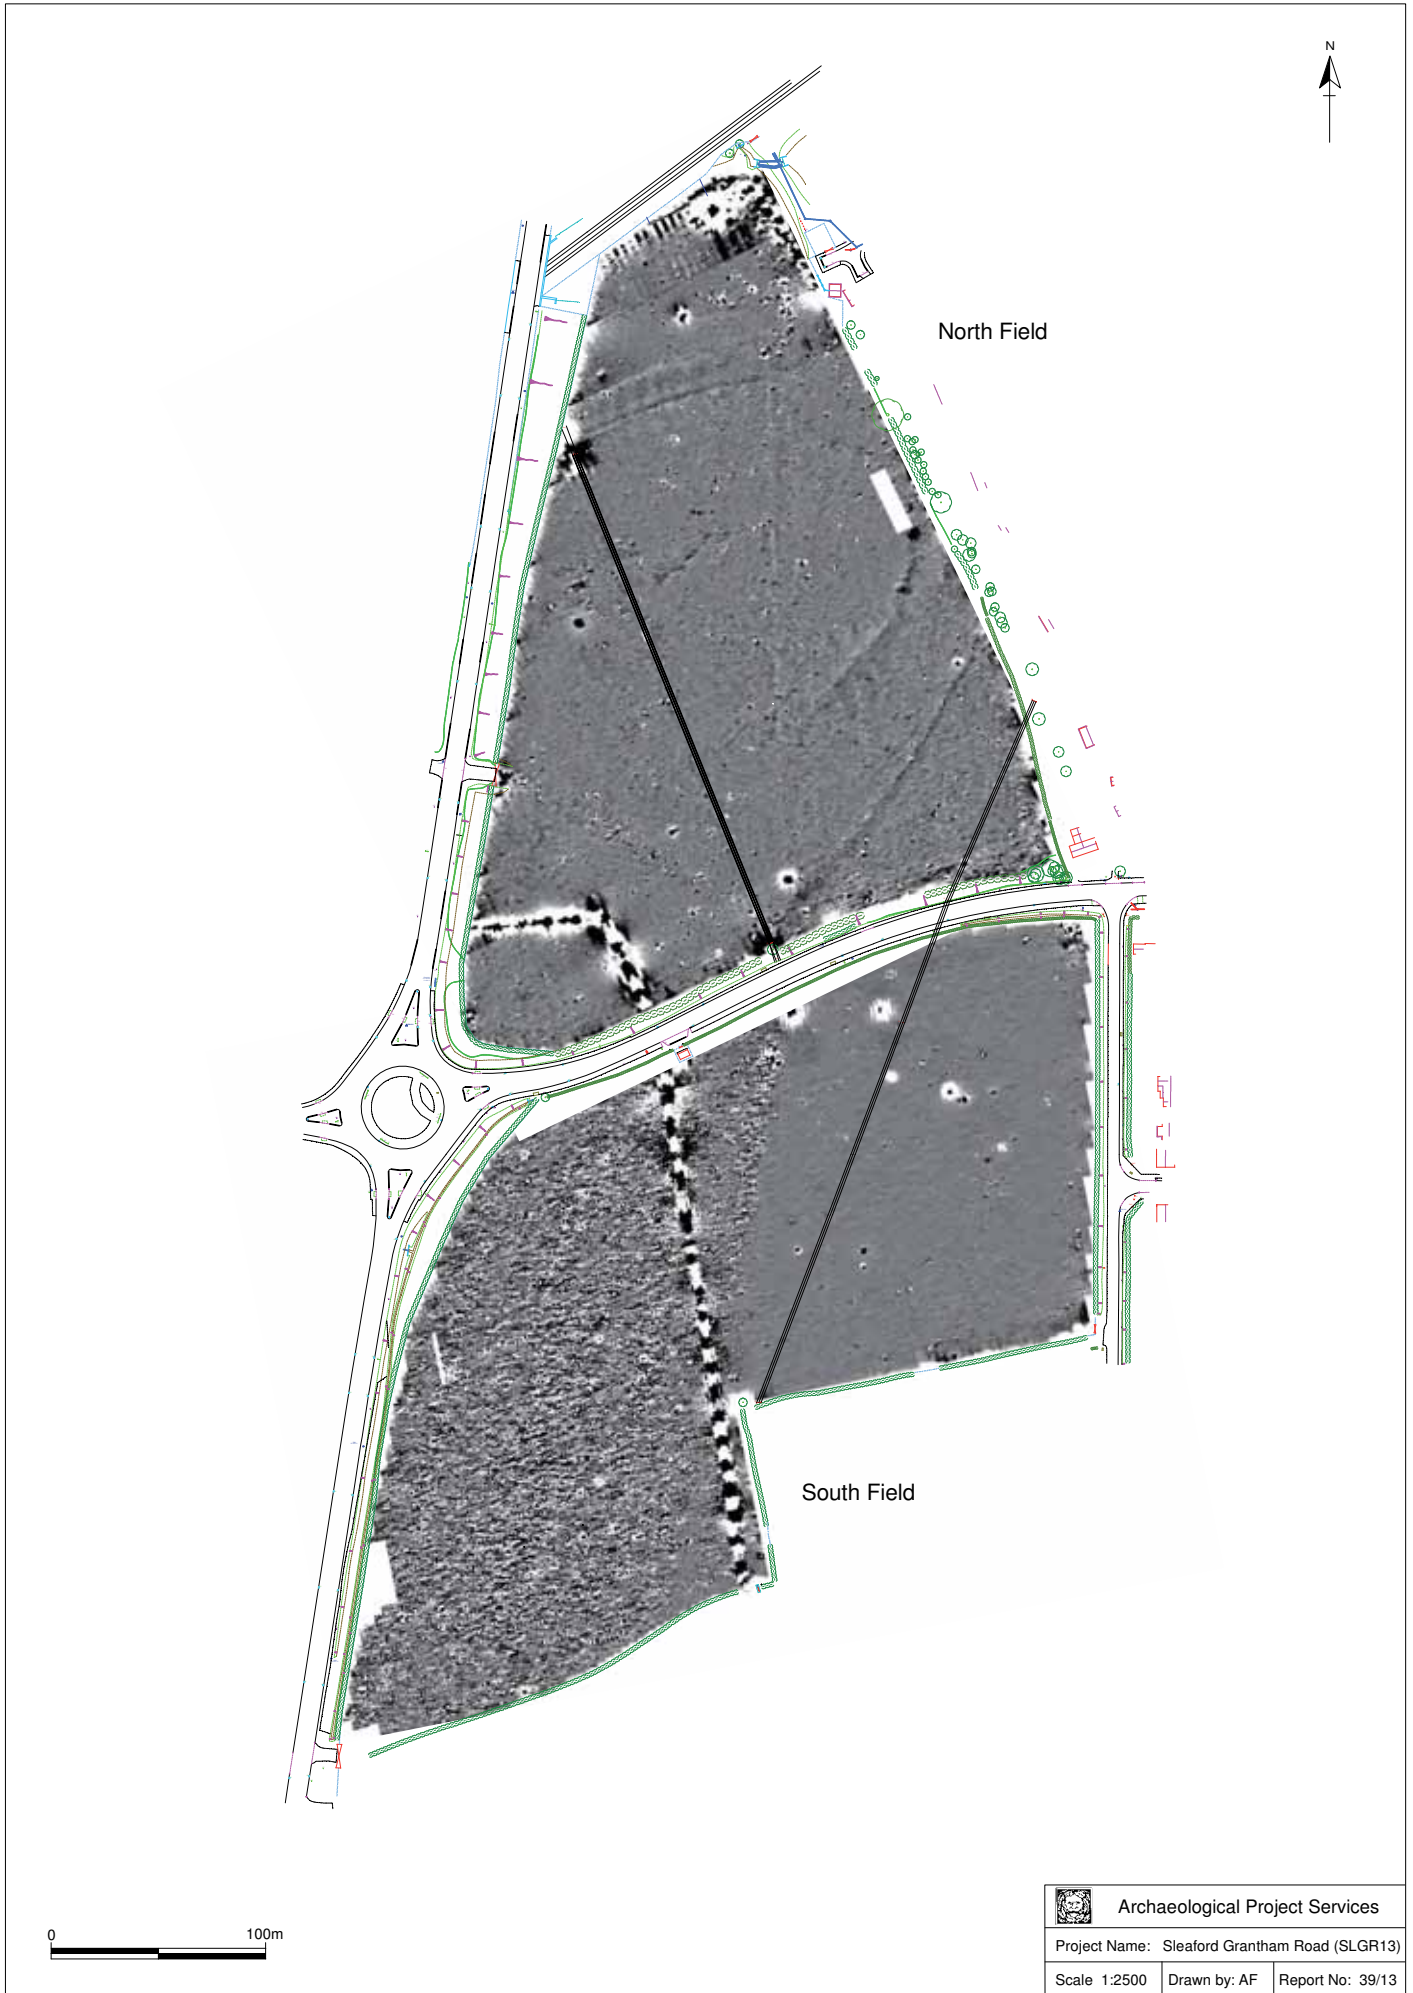 N
North Field
South Field
0 100m
Archaeological Project Services
Project Name: Sleaford Grantham Road (SLGR13)
Scale 1:2500 Drawn by: AF Report No: 39/13